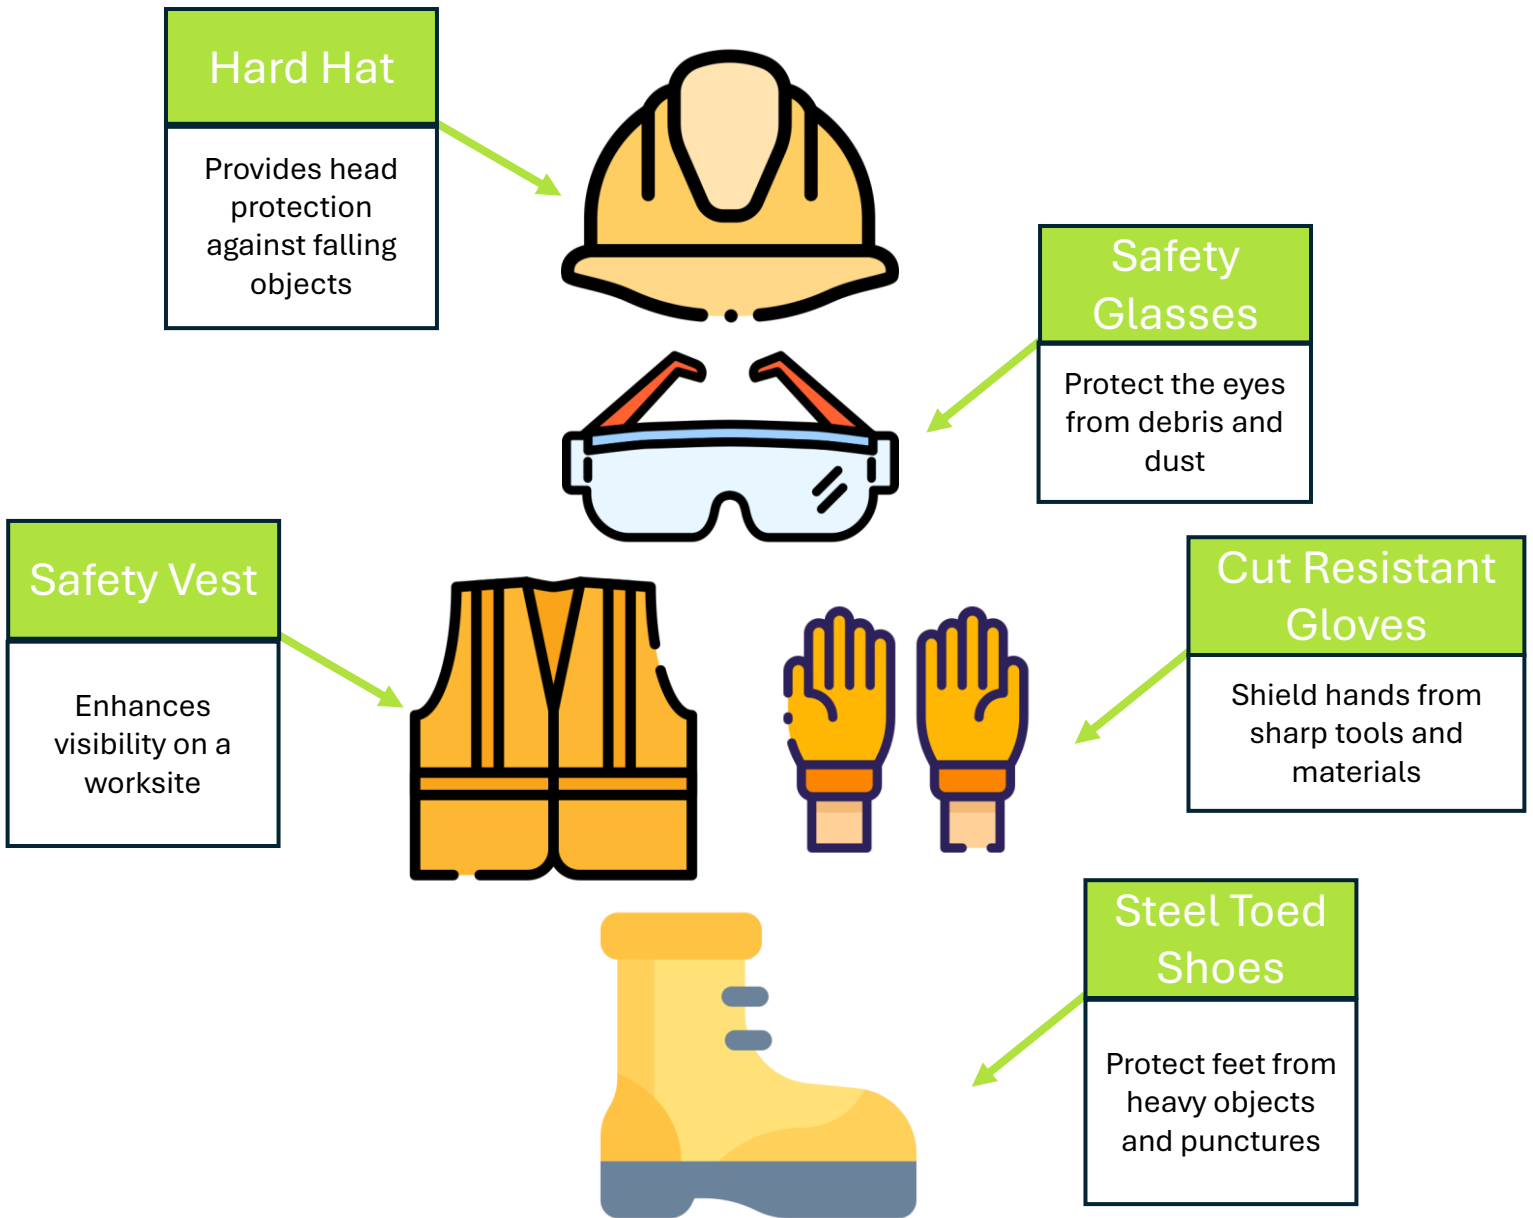 Hard Hat
Provides head
protection
against falling
objects
Safety
Glasses
Protect the eyes
from debris and
dust
Safety Vest
Enhances
visibility on a
worksite
Cut Resistant
Gloves
Shield hands from
sharp tools and
materials
Steel Toed
Shoes
Protect feet from
heavy objects
and punctures